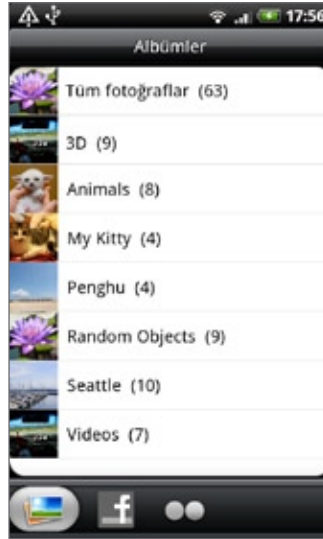 17:56
Albümler
Tüm fotoğraflar (63)
3D (9)
Animals (8)
My Kitty (4)
Penghu (4)
Random Objects (9)
Seattle (10)
Videos (7)
f